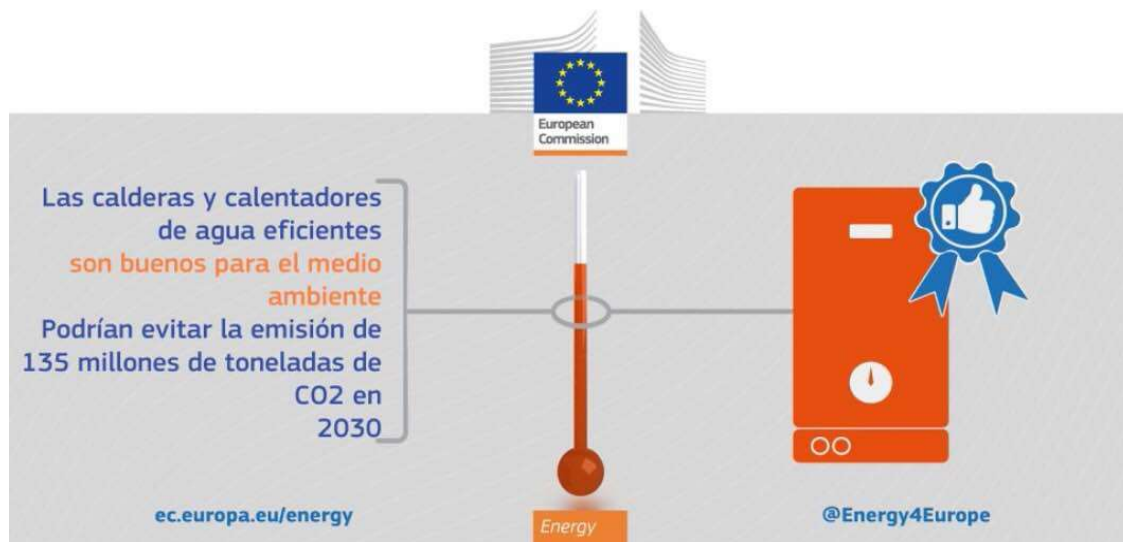 European
Commission
Las calderas y calentadores
de agua eficientes
son buenos para el medio
ambiente
Podrían evitar la emisión de
135 millones de toneladas de
CO2 en
2030
ec.europa.eu/energy
Energy
@Energy4Europe